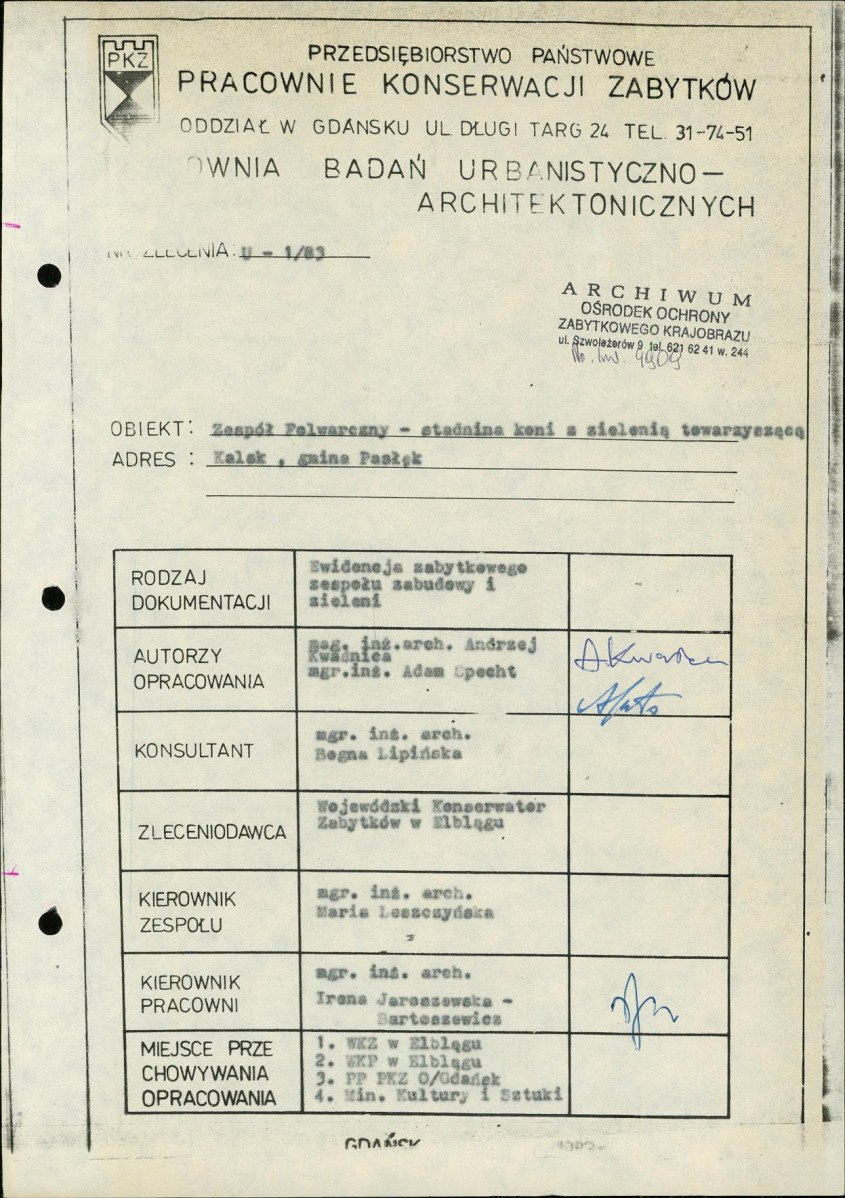 PKZ
PRZEDSIĘBIORSTWO PAŃSTWOWE
PRACOWNIE KONSERWACJI ZABYTKÓW
ODDZIAŁ W GDAŃSKU UL. DŁUGI TARG 24 TEL. 31-74-51
OWNIA BADAŃ URBANISTYCZNO-
ARCHITEKTONICZNYCH
NR ZLECENIA: U - 1/83
ARCHIWUM
OŚRODEK OCHRONY
ZABYTKOWEGO KRAJOBRAZU
ul. Szwoleżerów 9 tel. 621 62 41 w. 244
OBIEKT: Zespół Folwarczny - stadnina koni z zielenią towarzyszącą
ADRES : Kalsk , gmina Pasłęk
RODZAJ
DOKUMENTACJI
Ewidencja zabytkowego
zespołu zabudowy i
zieleni
AUTORZY
OPRACOWANIA
mag. inż.arch. Andrzej
Kwaśnica
mgr.inż. Adam Specht
KONSULTANT
mgr. inż. arch.
Bogna Lipińska
ZLECENIODAWCA
Wojewódzki Konserwator
Zabytków w Elblągu
KIEROWNIK
ZESPOŁU
mgr. inż. arch.
Maria Leszczyńska
KIEROWNIK
PRACOWNI
mgr. inż. arch.
Irena Jaroszewska -
Bartoszewicz
MIEJSCE PRZE
CHOWYWANIA
OPRACOWANIA
1. WKZ w Elblągu
2. WKP w Elblągu
3. PP PKZ O/Gdańsk
4. Min. Kultury i Sztuki
GDAŃSK